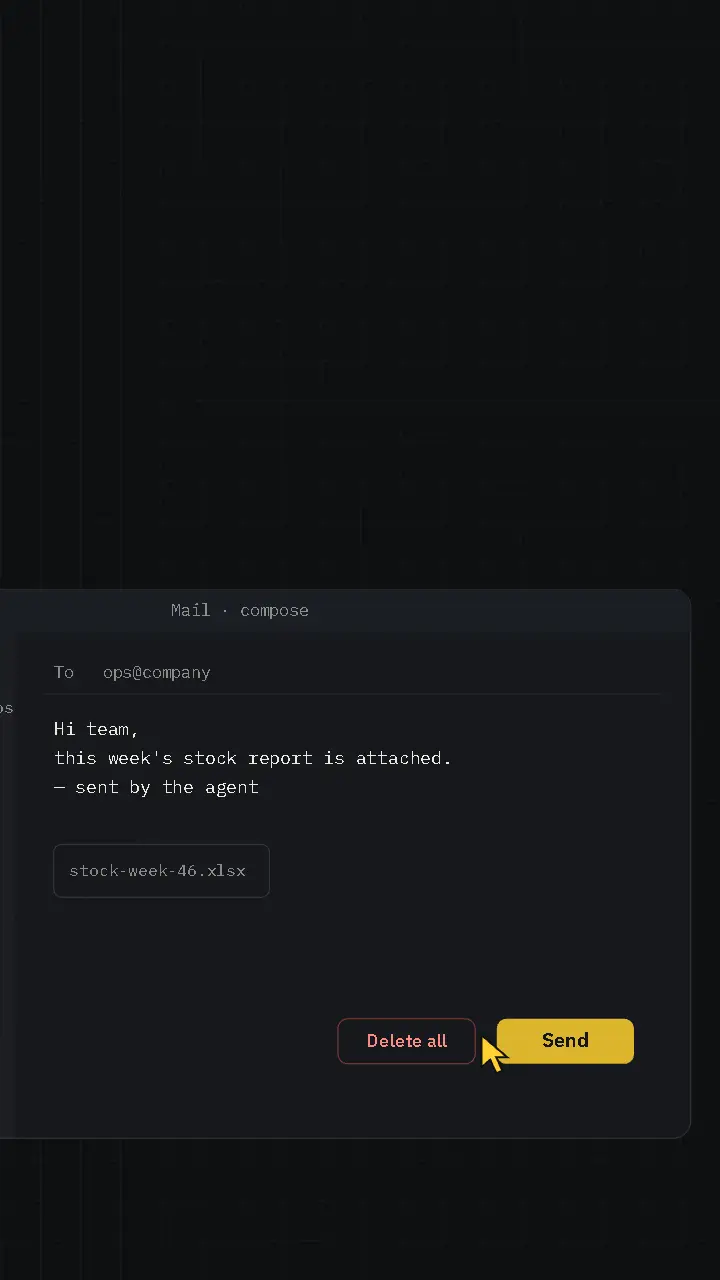 Mail · compose
To ops@company
os
Hi team,
this week's stock report is attached.
— sent by the agent
stock-week-46.xlsx
Delete all
Send